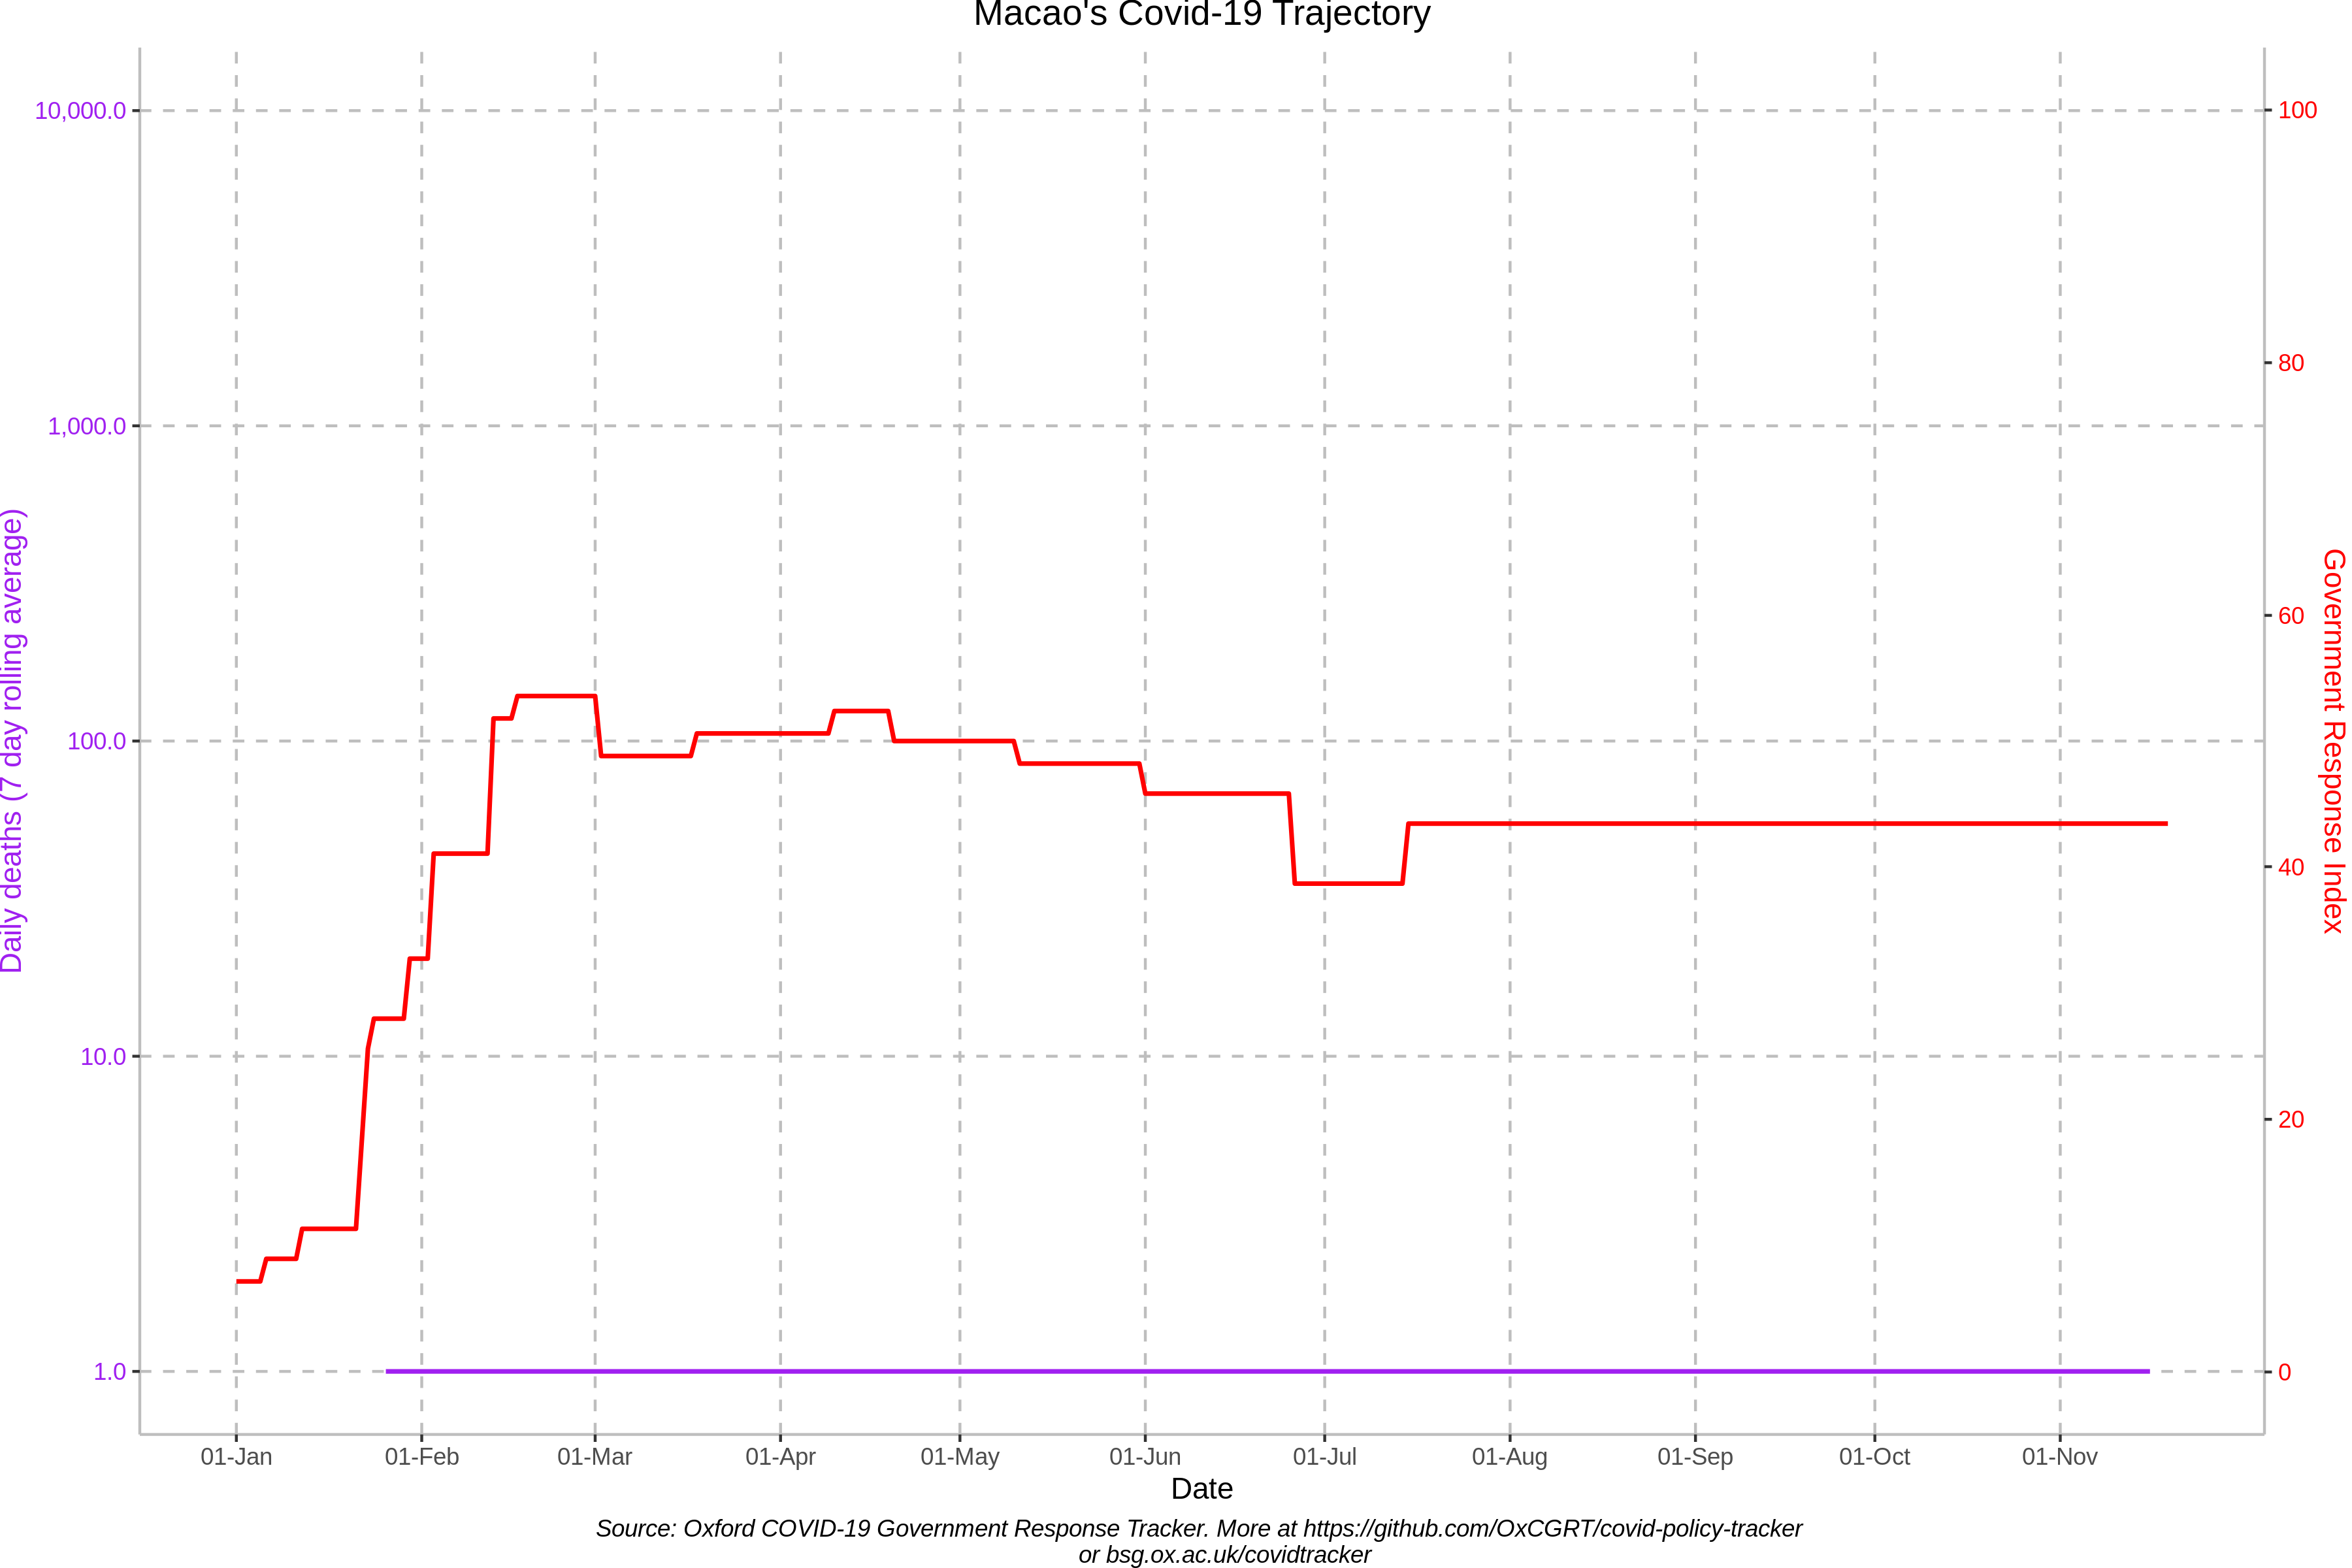 Macao's Covid-19 Trajectory
10,000.0
1,000.0
100.0
10.0
1.0
Daily deaths (7 day rolling average)
100
80
60
40
20
0
Government Response Index
01-Jan
01-Feb
01-Mar
01-Apr
01-May
01-Jun
01-Jul
01-Aug
01-Sep
01-Oct
01-Nov
Date
Source: Oxford COVID-19 Government Response Tracker. More at https://github.com/OxCGRT/covid-policy-tracker
or bsg.ox.ac.uk/covidtracker